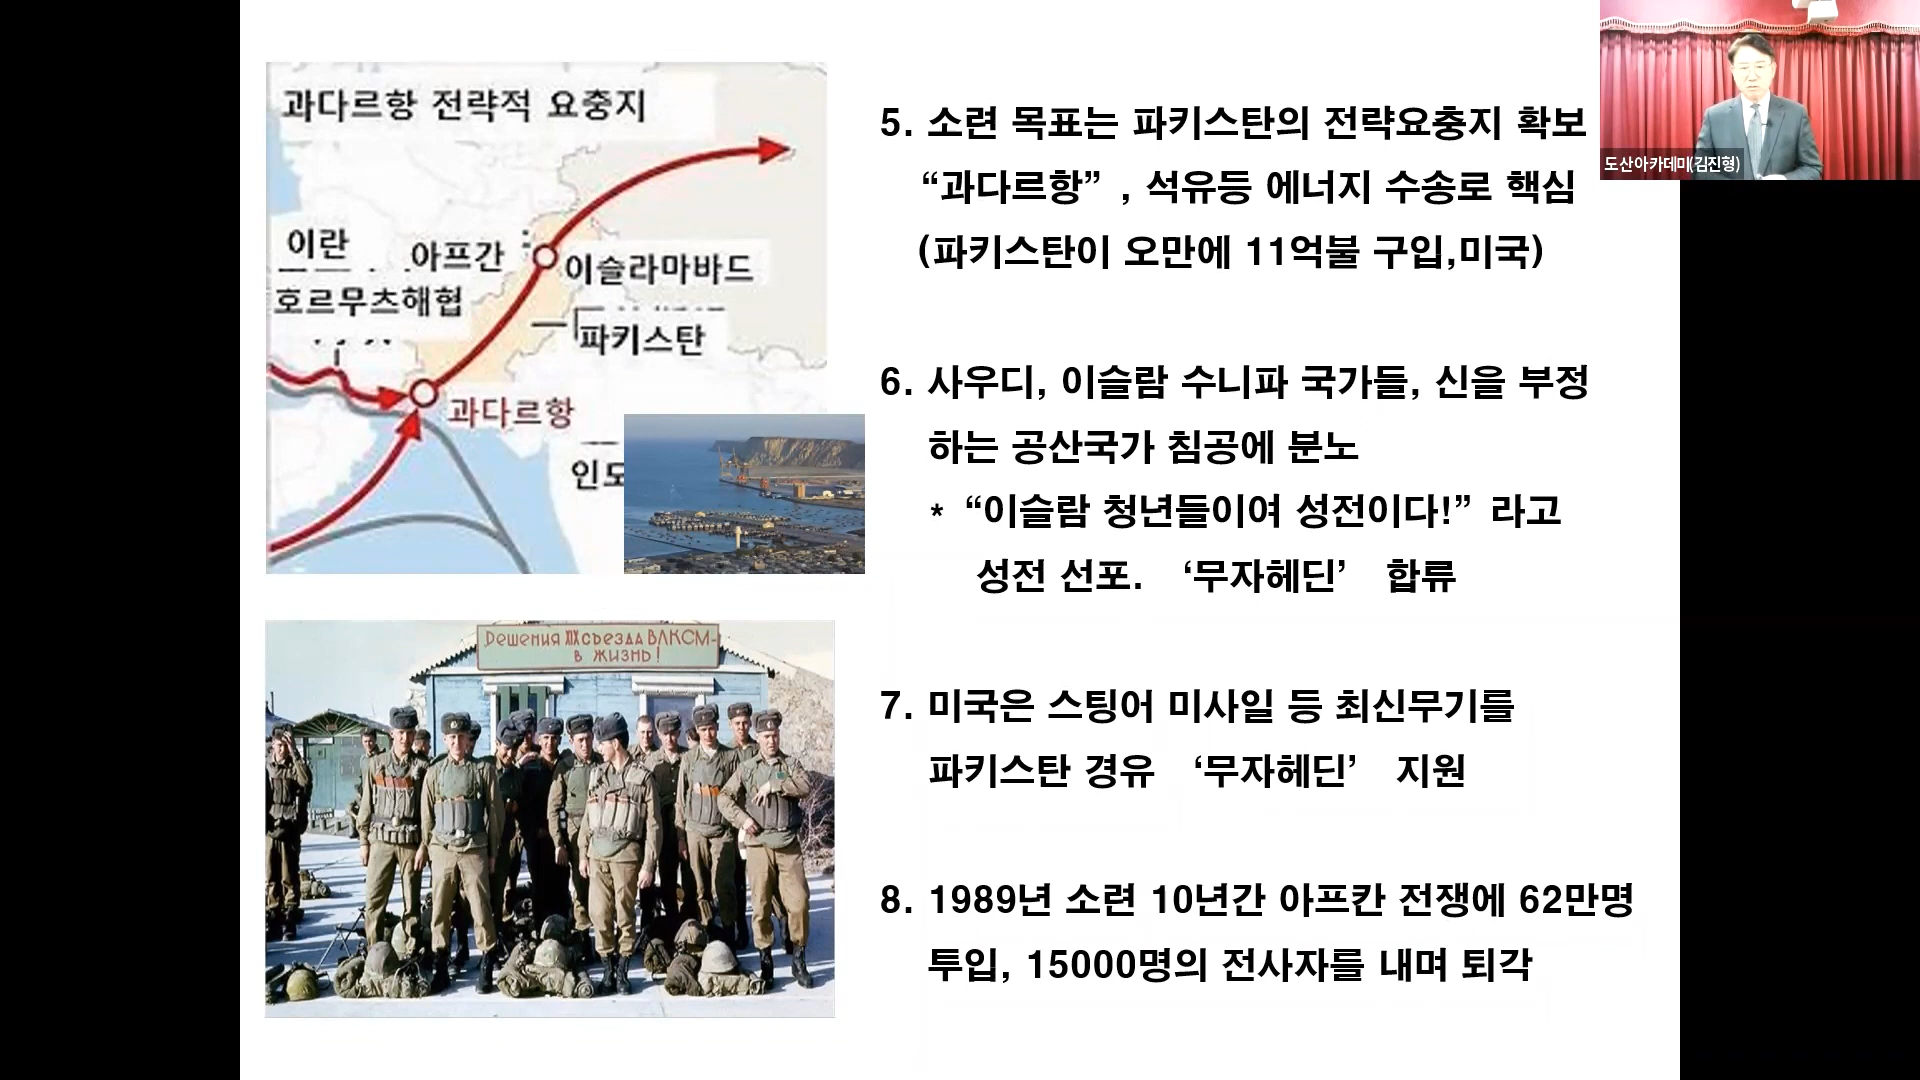 과다르항 전략적 요충지
이란
아프간
이슬라마바드
호르무츠해협
파키스탄
과다르항
인도
Решения XIX съезда ВЛКСМ-
в жизнь!
5. 소련 목표는 파키스탄의 전략요충지 확보
“과다르항” , 석유등 에너지 수송로 핵심
(파키스탄이 오만에 11억불 구입,미국)
6. 사우디, 이슬람 수니파 국가들, 신을 부정
하는 공산국가 침공에 분노
* “이슬람 청년들이여 성전이다!” 라고
성전 선포. ‘무자헤딘’ 합류
7. 미국은 스팅어 미사일 등 최신무기를
파키스탄 경유 ‘무자헤딘’ 지원
8. 1989년 소련 10년간 아프칸 전쟁에 62만명
투입, 15000명의 전사자를 내며 퇴각
도산아카데미(김진형)